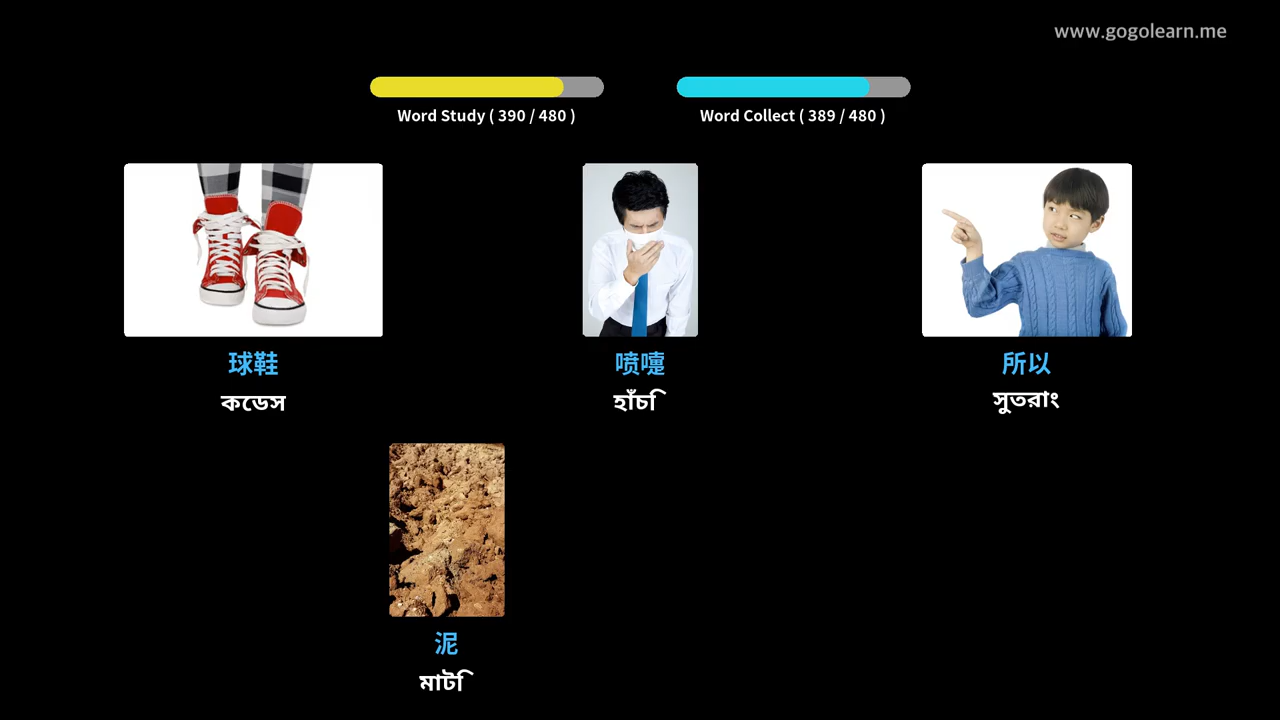 www.gogolearn.me
Word Study ( 390 / 480 )
Word Collect ( 389 / 480 )
球鞋
喷嚏
所以
কডেস
হাঁচি
সুতরাং
泥
মাটি